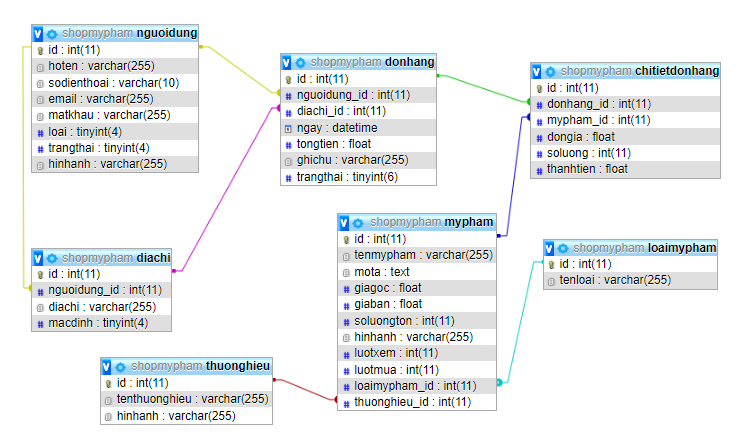 shopmypham nguoidung
id : int(11)
hoten : varchar(255)
sodienthoai : varchar(10)
email : varchar(255)
matkhau : varchar(255)
loai : tinyint(4)
trangthai : tinyint(4)
hinhanh : varchar(255)
shopmypham donhang
id : int(11)
nguoidung_id : int(11)
diachi_id : int(11)
ngay : datetime
tongtien : float
ghichu : varchar(255)
trangthai : tinyint(6)
shopmypham chitietdonhang
id : int(11)
donhang_id : int(11)
mypham_id : int(11)
dongia : float
soluong : int(11)
thanhtien : float
shopmypham diachi
id : int(11)
nguoidung_id : int(11)
diachi : varchar(255)
macdinh : tinyint(4)
shopmypham mypham
id : int(11)
tenmypham : varchar(255)
mota : text
giagoc : float
giaban : float
soluongton : int(11)
hinhanh : varchar(255)
luotxem : int(11)
luotmua : int(11)
loaimypham_id : int(11)
thuonghieu_id : int(11)
shopmypham loaimypham
id : int(11)
tenloai : varchar(255)
shopmypham thuonghieu
id : int(11)
tenthuonghieu : varchar(255)
hinhanh : varchar(255)